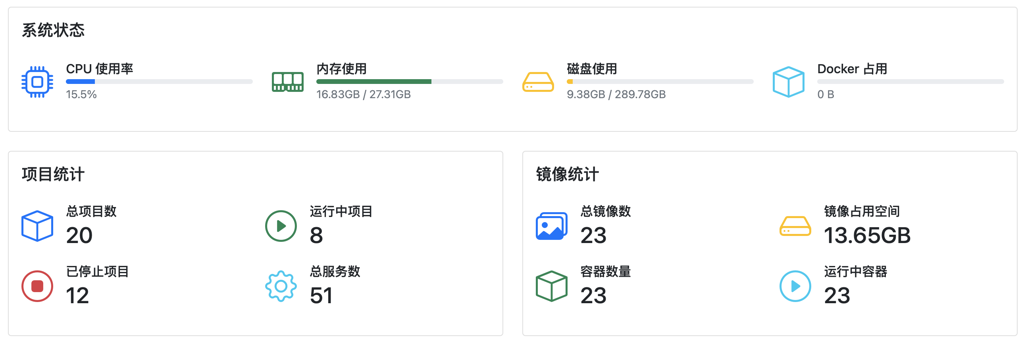 系统状态
CPU 使用率
15.5%
内存使用
16.83GB / 27.31GB
磁盘使用
9.38GB / 289.78GB
Docker 占用
0 B
项目统计
总项目数
20
运行中项目
8
已停止项目
12
总服务数
51
镜像统计
总镜像数
23
镜像占用空间
13.65GB
容器数量
23
运行中容器
23